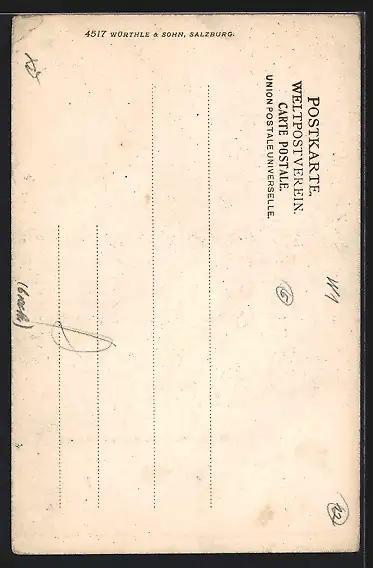 4517 WÜRTHLE & SOHN, SALZBURG.
POSTKARTE.
WELTPOSTVEREIN.
CARTE POSTALE.
UNION POSTALE UNIVERSELLE.